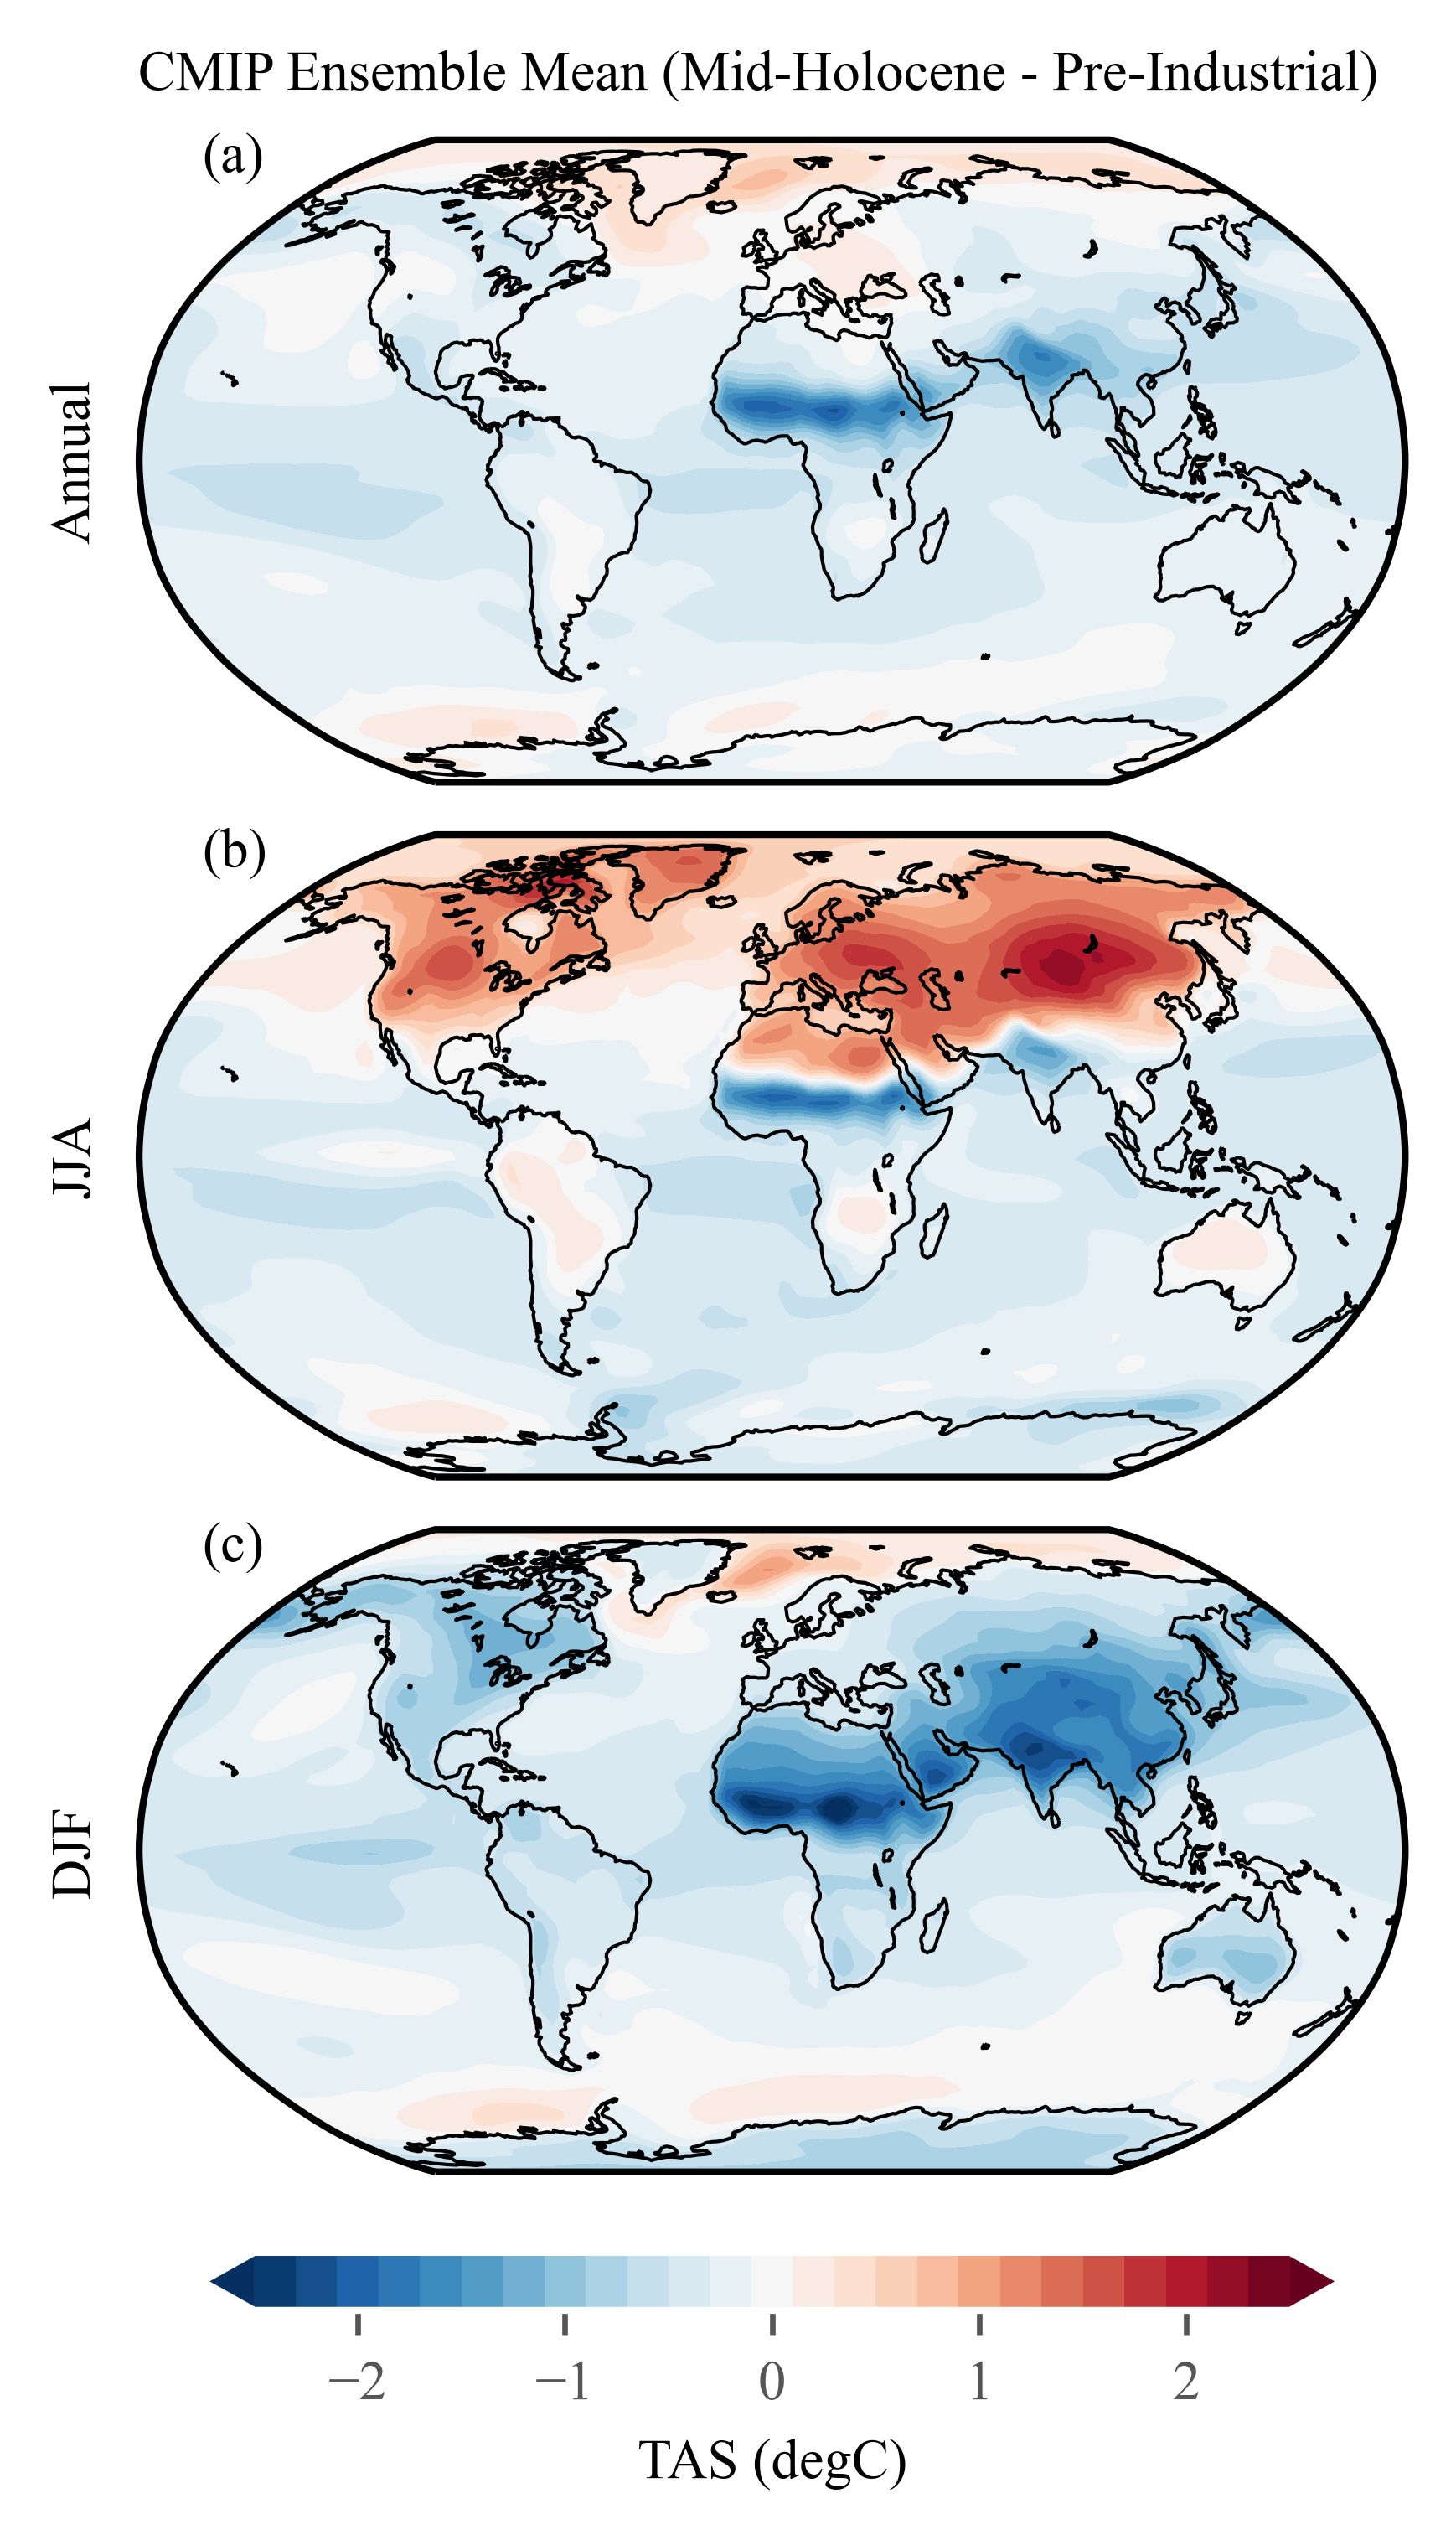 CMIP Ensemble Mean (Mid-Holocene - Pre-Industrial)
(a)
Annual
(b)
JJA
(c)
DJF
−2 −1 0 1 2
TAS (degC)